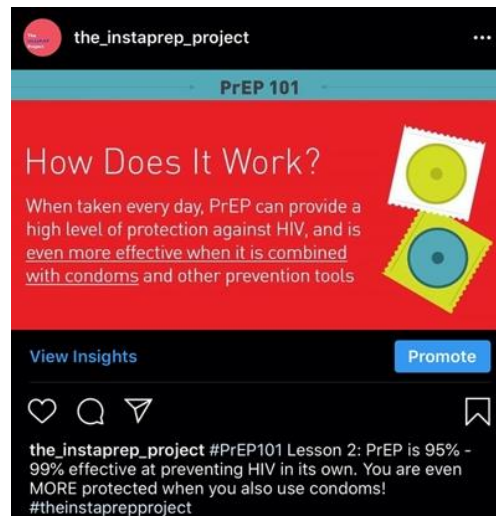 the_instaprep_project
PrEP 101
How Does It Work?
When taken every day, PrEP can provide a
high level of protection against HIV, and is
even more effective when it is combined
with condoms and other prevention tools
View Insights
Promote
the_instaprep_project #PrEP101 Lesson 2: PrEP is 95% -
99% effective at preventing HIV in its own. You are even
MORE protected when you also use condoms!
#theinstaprepproject